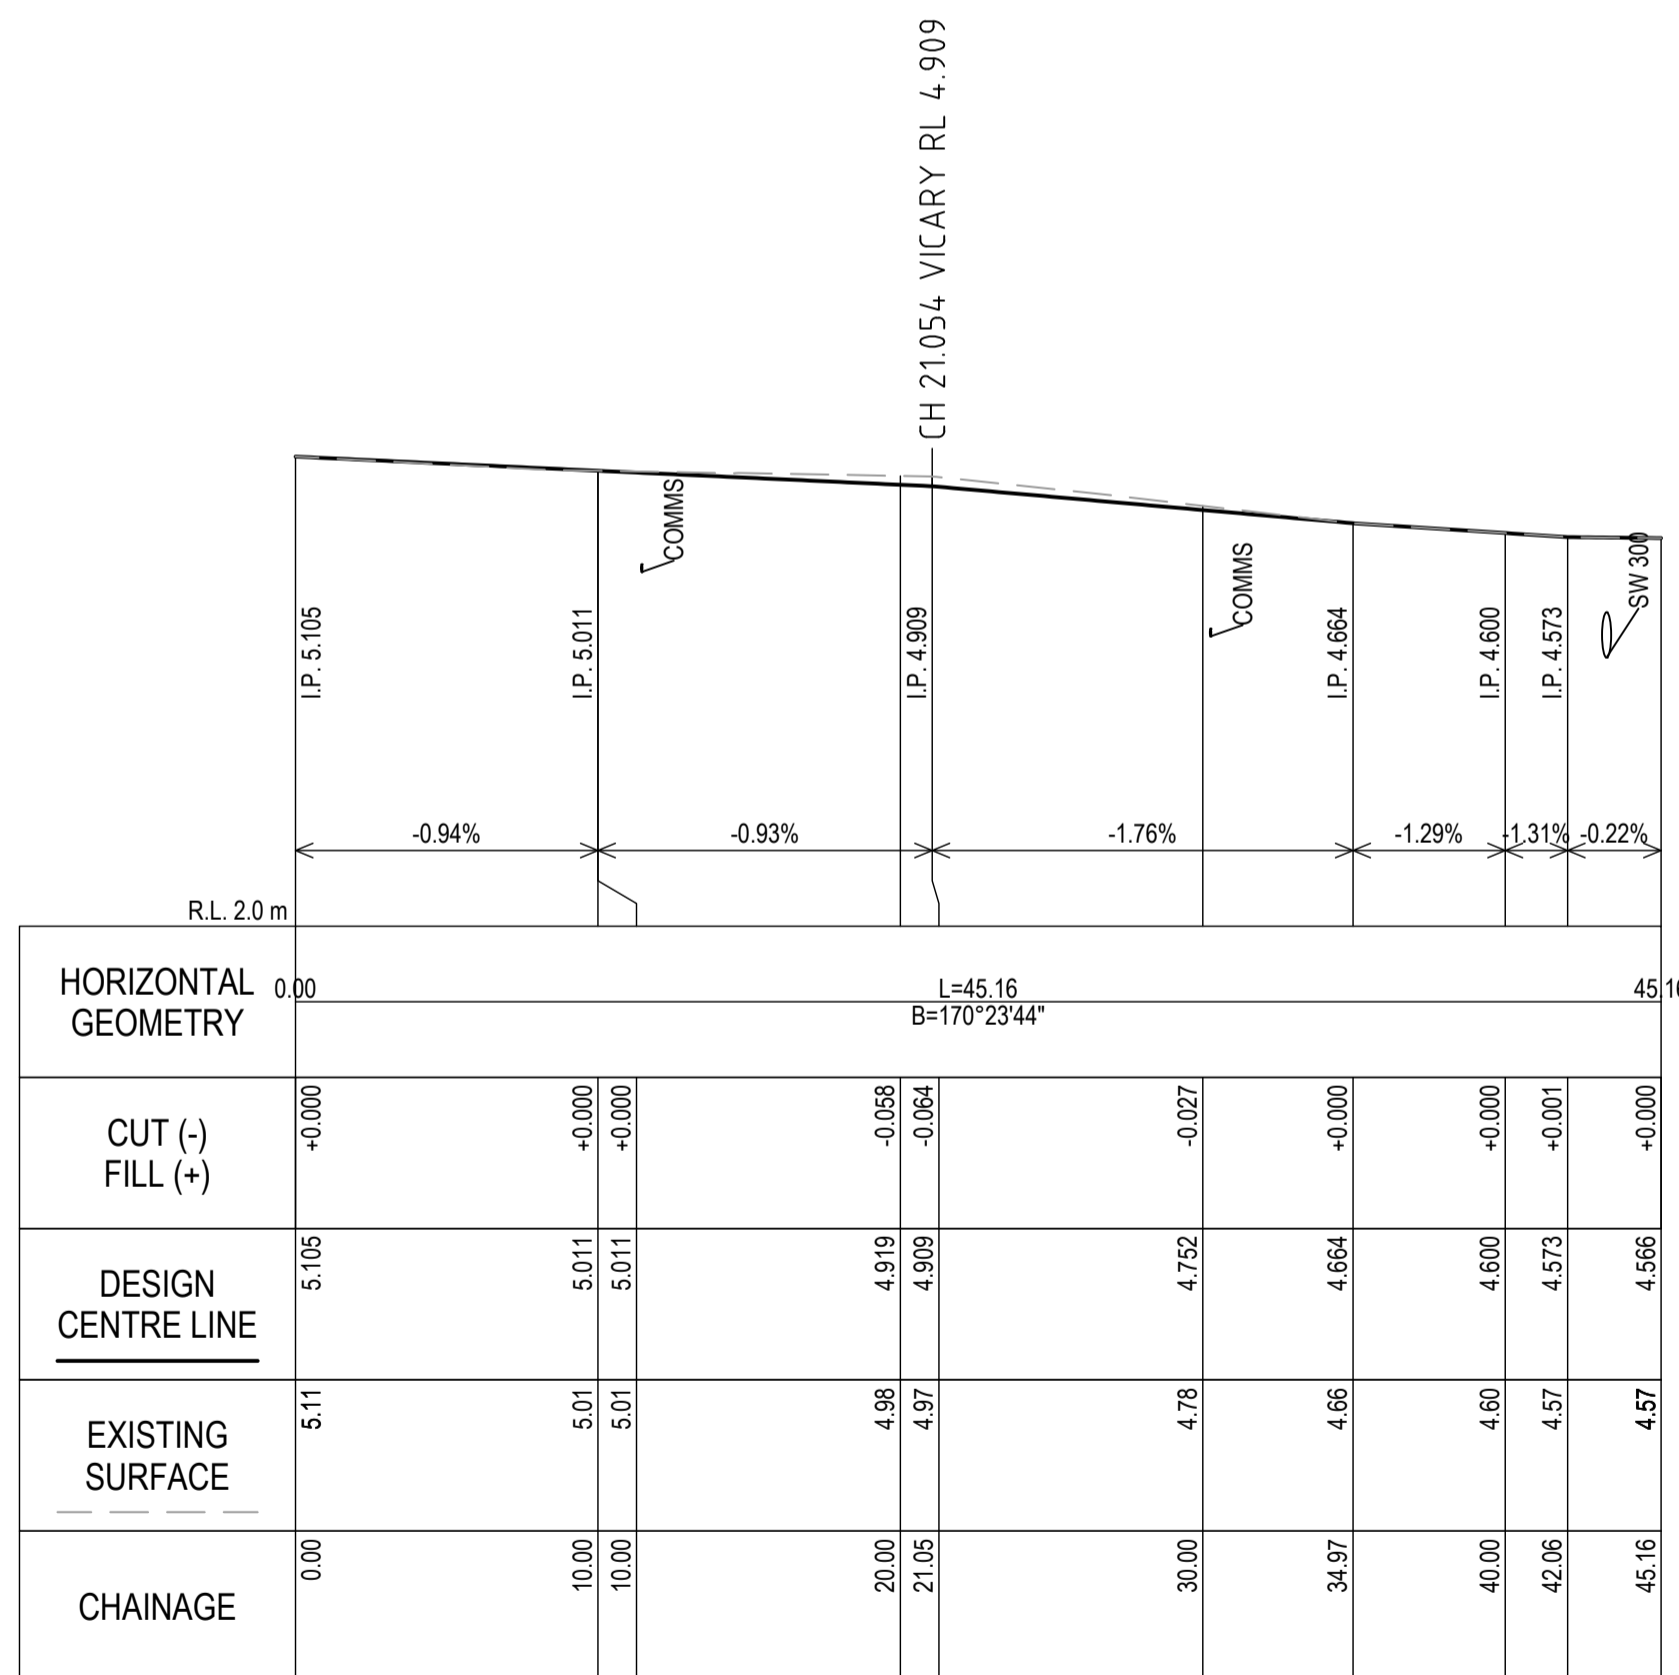 CH 21.054 VICARY RL 4.909
COMMS
COMMS
SW 300
I.P. 5.105
I.P. 5.011
I.P. 4.909
I.P. 4.664
I.P. 4.600
I.P. 4.573
-0.94%
-0.93%
-1.76%
-1.29%
-1.31%
-0.22%
R.L. 2.0 m
HORIZONTAL
GEOMETRY
0.00
L=45.16
B=170°23'44"
45.16
CUT (-)
FILL (+)
+0.000
+0.000
+0.000
-0.058
-0.064
-0.027
+0.000
+0.000
+0.001
+0.000
DESIGN
CENTRE LINE
5.105
5.011
5.011
4.919
4.909
4.752
4.664
4.600
4.573
4.566
EXISTING
SURFACE
5.11
5.01
5.01
4.98
4.97
4.78
4.66
4.60
4.57
4.57
CHAINAGE
0.00
10.00
10.00
20.00
21.05
30.00
34.97
40.00
42.06
45.16